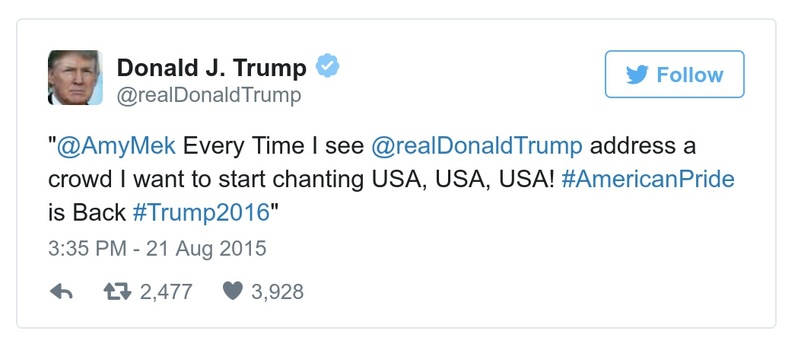 Donald J. Trump
@realDonaldTrump
Follow
"@AmyMek Every Time I see @realDonaldTrump address a
crowd I want to start chanting USA, USA, USA! #AmericanPride
is Back #Trump2016"
3:35 PM - 21 Aug 2015
2,477 3,928